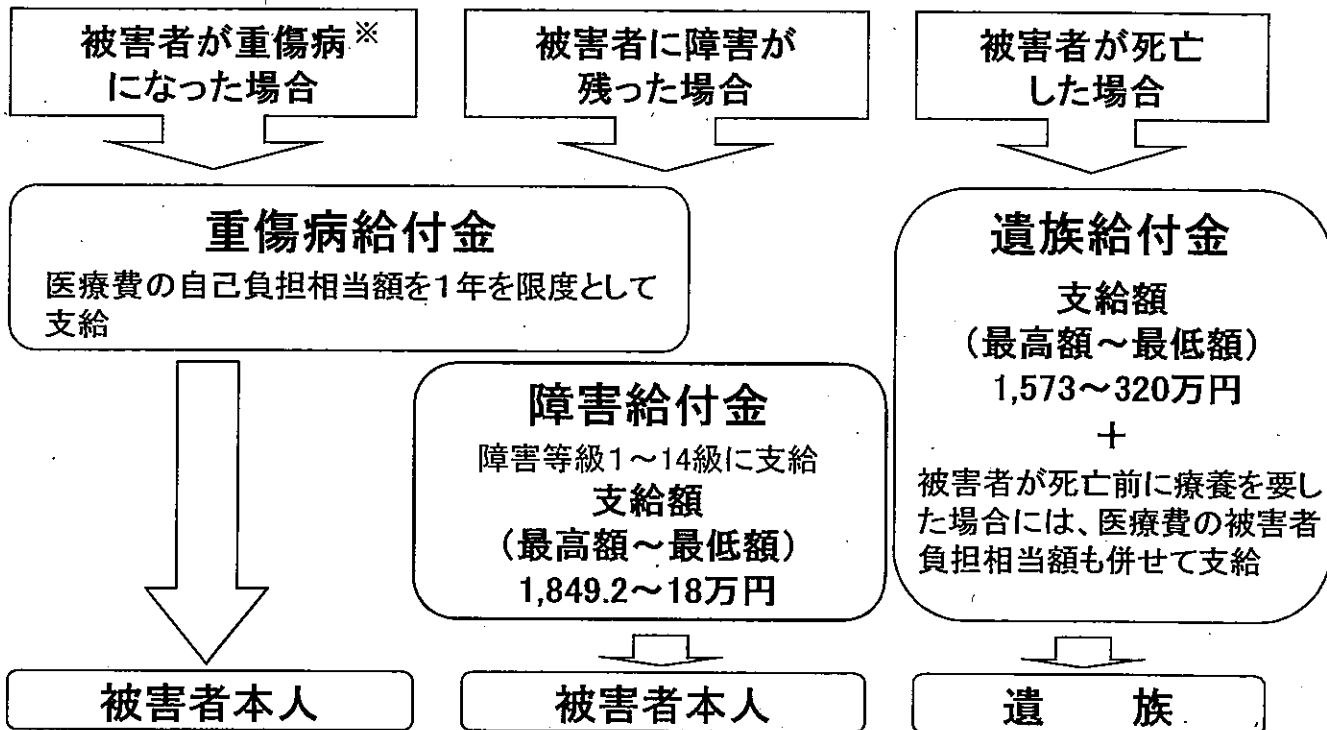 被害者が重傷病※
になった場合
被害者に障害が
残った場合
被害者が死亡
した場合
重傷病給付金
医療費の自己負担相当額を1年を限度として
支給
障害給付金
障害等級1～14級に支給
支給額
(最高額～最低額)
1,849.2～18万円
遺族給付金
支給額
(最高額～最低額)
1,573～320万円
+
被害者が死亡前に療養を要し
た場合には、医療費の被害者
負担相当額も併せて支給
被害者本人
被害者本人
遺　族